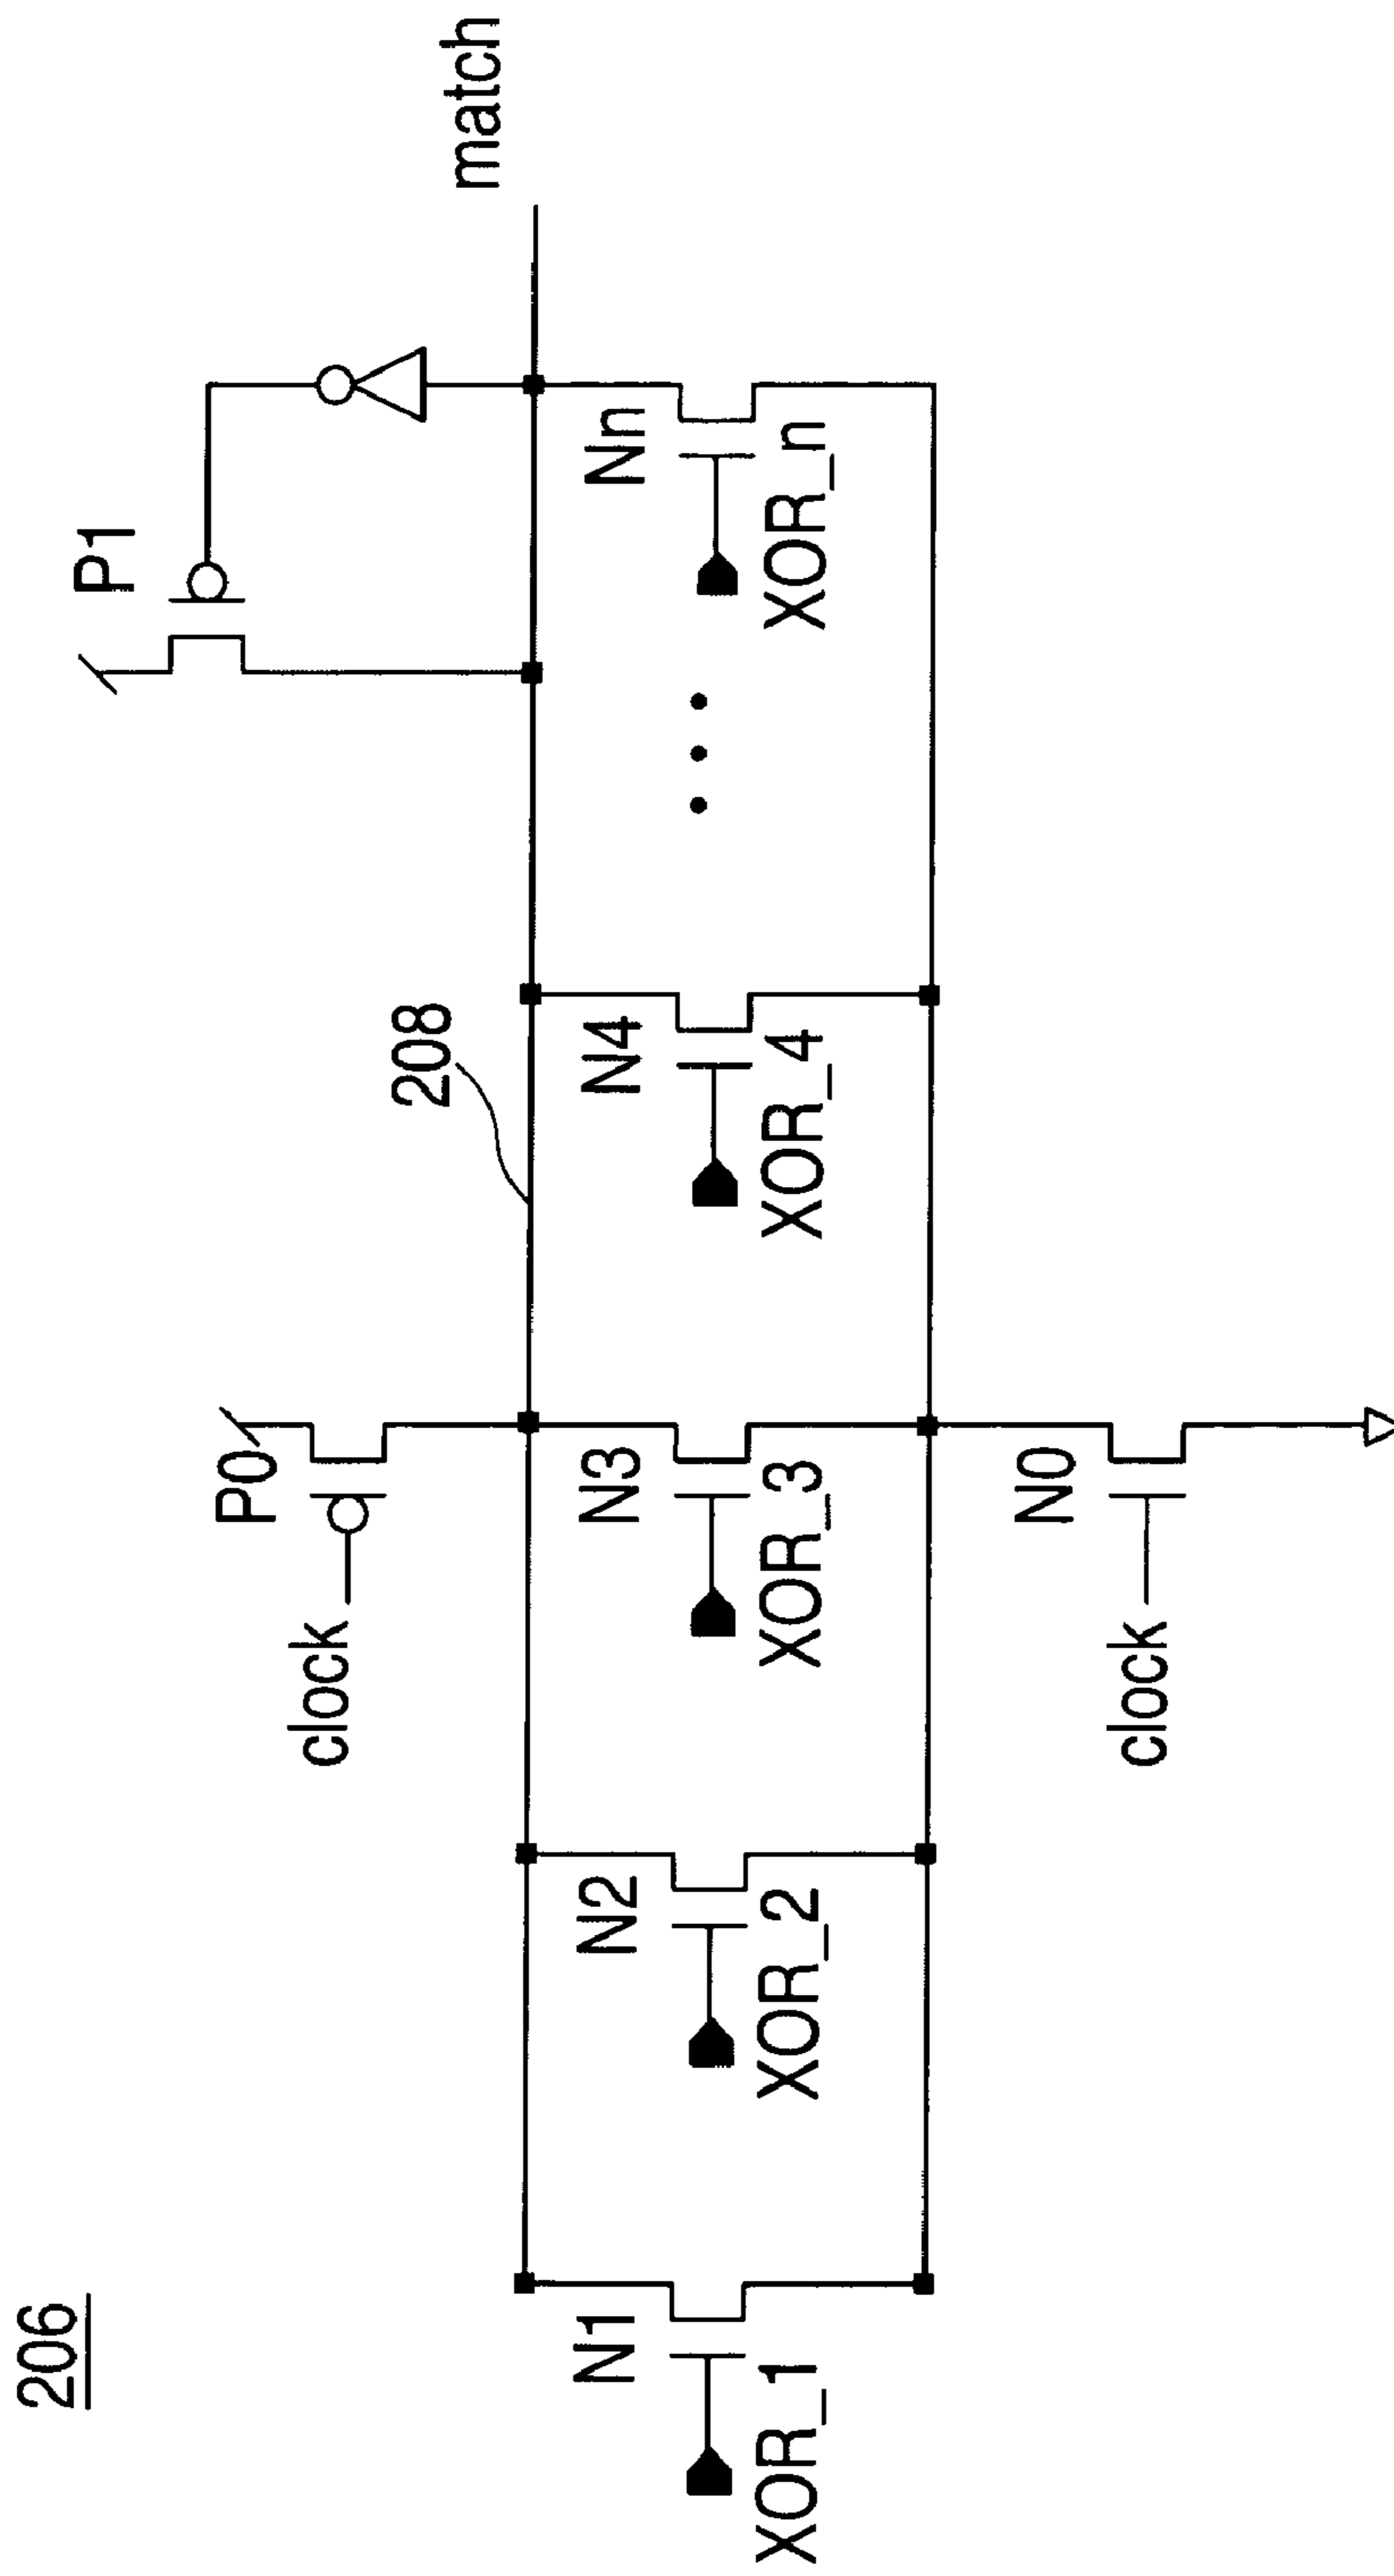 206
P1
P0
clock
208
match
N1
N2
N3
N4
Nn
XOR_1
XOR_2
XOR_3
XOR_4
XOR_n
N0
clock